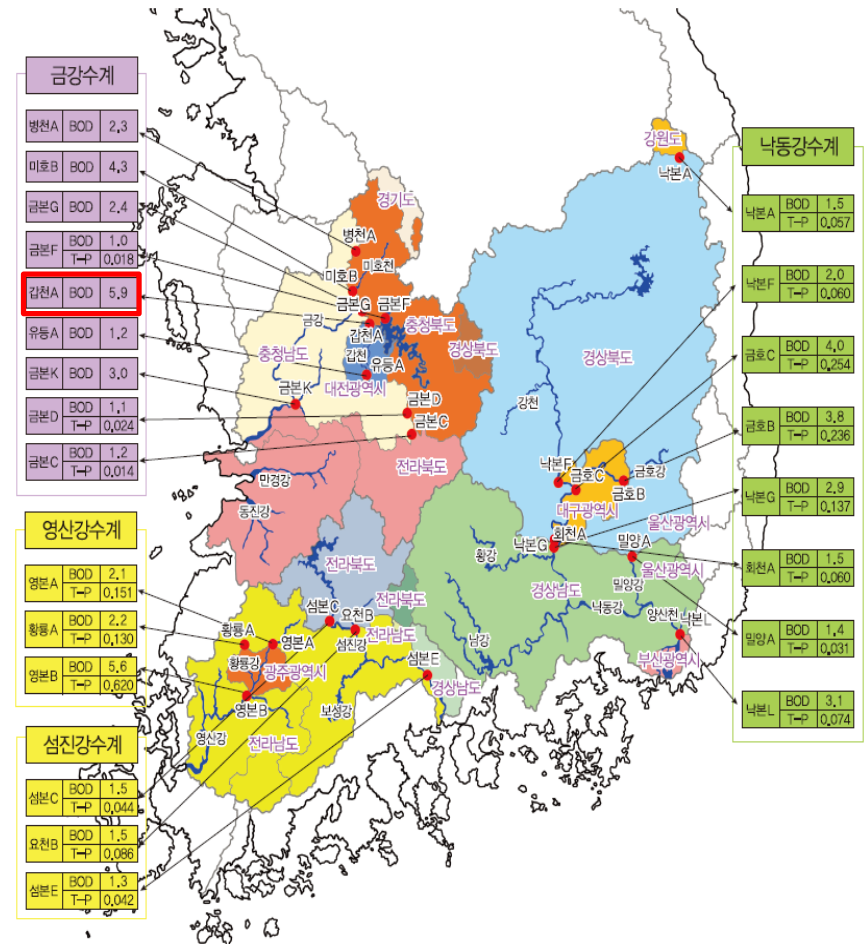 금강수계
병천A BOD 2.3
미호B BOD 4.3
금본G BOD 2.4
금본F BOD 1.0
T-P 0.018
갑천A BOD 5.9
유등A BOD 1.2
금본K BOD 3.0
금본D BOD 1.1
T-P 0.024
금본C BOD 1.2
T-P 0.014
영산강수계
영본A BOD 2.1
T-P 0.151
황룡A BOD 2.2
T-P 0.130
영본B BOD 5.6
T-P 0.620
섬진강수계
섬본C BOD 1.5
T-P 0.044
요천B BOD 1.5
T-P 0.086
섬본E BOD 1.3
T-P 0.042
강원도
낙본A
경기도
병천A
미호천
미호B
금본G 금본F
금강
갑천A
충청북도
충청남도
갑천
유등A
경상북도
경상북도
금본K
대전광역시
금본D
강천
금본C
전라북도
만경강
동진강
낙본F
금호C
금호강
금호B
대구광역시
울산광역시
회천A
낙본G
밀양A
황강
울산광역시
경상남도
밀양강
낙동강
전라북도
전라북도
섬본C 요천B
양산천 낙본L
황룡A
영본A
섬진강
전라남도
남강
부산광역시
황룡강
광주광역시
섬본E
경상남도
영본B
보성강
영산강
전라남도
낙동강수계
낙본A BOD 1.5
T-P 0.057
낙본F BOD 2.0
T-P 0.060
금호C BOD 4.0
T-P 0.254
금호B BOD 3.8
T-P 0.236
낙본G BOD 2.9
T-P 0.137
회천A BOD 1.5
T-P 0.060
밀양A BOD 1.4
T-P 0.031
낙본L BOD 3.1
T-P 0.074